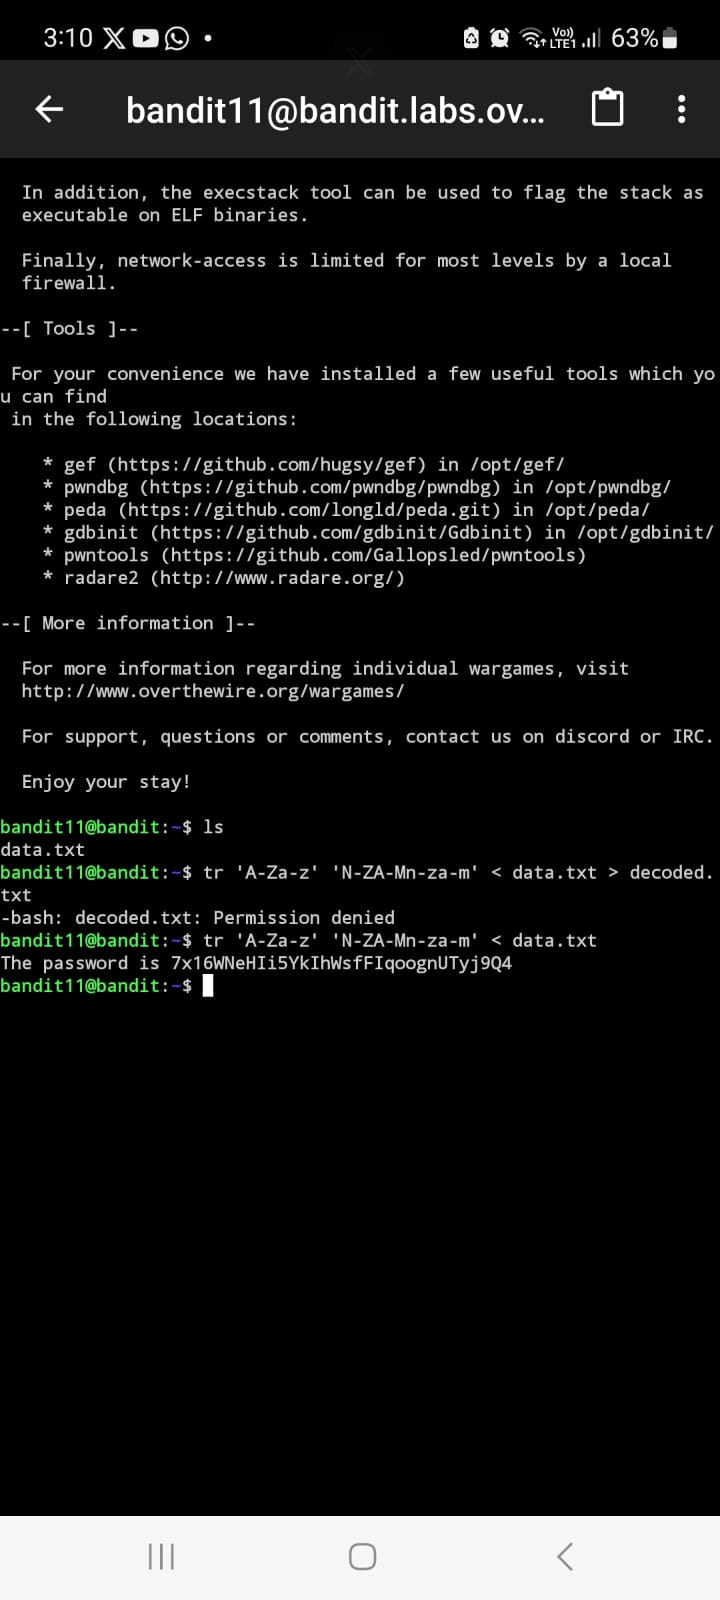 3:10
Vo))
LTE1
63%
bandit11@bandit.labs.ov...
In addition, the execstack tool can be used to flag the stack as
executable on ELF binaries.
Finally, network-access is limited for most levels by a local
firewall.
--[ Tools ]--
For your convenience we have installed a few useful tools which yo
u can find
in the following locations:
* gef (https://github.com/hugsy/gef) in /opt/gef/
* pwndbg (https://github.com/pwndbg/pwndbg) in /opt/pwndbg/
* peda (https://github.com/longld/peda.git) in /opt/peda/
* gdbinit (https://github.com/gdbinit/Gdbinit) in /opt/gdbinit/
* pwntools (https://github.com/Gallopsled/pwntools)
* radare2 (http://www.radare.org/)
--[ More information ]--
For more information regarding individual wargames, visit
http://www.overthewire.org/wargames/
For support, questions or comments, contact us on discord or IRC.
Enjoy your stay!
bandit11@bandit:~$ ls
data.txt
bandit11@bandit:~$ tr 'A-Za-z' 'N-ZA-Mn-za-m' < data.txt > decoded.
txt
-bash: decoded.txt: Permission denied
bandit11@bandit:~$ tr 'A-Za-z' 'N-ZA-Mn-za-m' < data.txt
The password is 7x16WNeHIi5YkIhWsfFIqoognUTyj9Q4
bandit11@bandit:~$